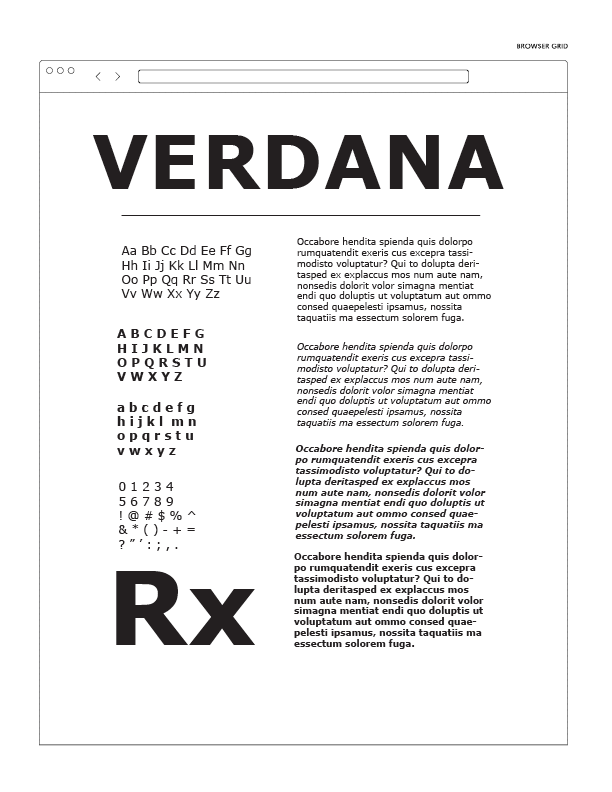 BROWSER GRID
VERDANA
Aa Bb Cc Dd Ee Ff Gg
Hh Ii Jj Kk Ll Mm Nn
Oo Pp Qq Rr Ss Tt Uu
Vv Ww Xx Yy Zz
A B C D E F G
H I J K L M N
O P Q R S T U
V W X Y Z
a b c d e f g
h i j k l m n
o p q r s t u
v w x y z
0 1 2 3 4
5 6 7 8 9
! @ # $ % ^
& * ( ) - + =
? ” ’ : ; , .
Rx
Occabore hendita spienda quis dolorpo
rumquatendit exeris cus excepra tassi-
modisto voluptatur? Qui to dolupta deri-
tasped ex explaccus mos num aute nam,
nonsedis dolorit volor simagna mentiat
endi quo doluptis ut voluptatum aut ommo
consed quaepelesti ipsamus, nossita
taquatiis ma essectum solorem fuga.
Occabore hendita spienda quis dolorpo
rumquatendit exeris cus excepra tassi-
modisto voluptatur? Qui to dolupta deri-
tasped ex explaccus mos num aute nam,
nonsedis dolorit volor simagna mentiat
endi quo doluptis ut voluptatum aut ommo
consed quaepelesti ipsamus, nossita
taquatiis ma essectum solorem fuga.
Occabore hendita spienda quis dolor-
po rumquatendit exeris cus excepra
tassimodisto voluptatur? Qui to do-
lupta deritasped ex explaccus mos
num aute nam, nonsedis dolorit volor
simagna mentiat endi quo doluptis ut
voluptatum aut ommo consed quae-
pelesti ipsamus, nossita taquatiis ma
essectum solorem fuga.
Occabore hendita spienda quis dolor-
po rumquatendit exeris cus excepra
tassimodisto voluptatur? Qui to do-
lupta deritasped ex explaccus mos
num aute nam, nonsedis dolorit volor
simagna mentiat endi quo doluptis ut
voluptatum aut ommo consed quae-
pelesti ipsamus, nossita taquatiis ma
essectum solorem fuga.